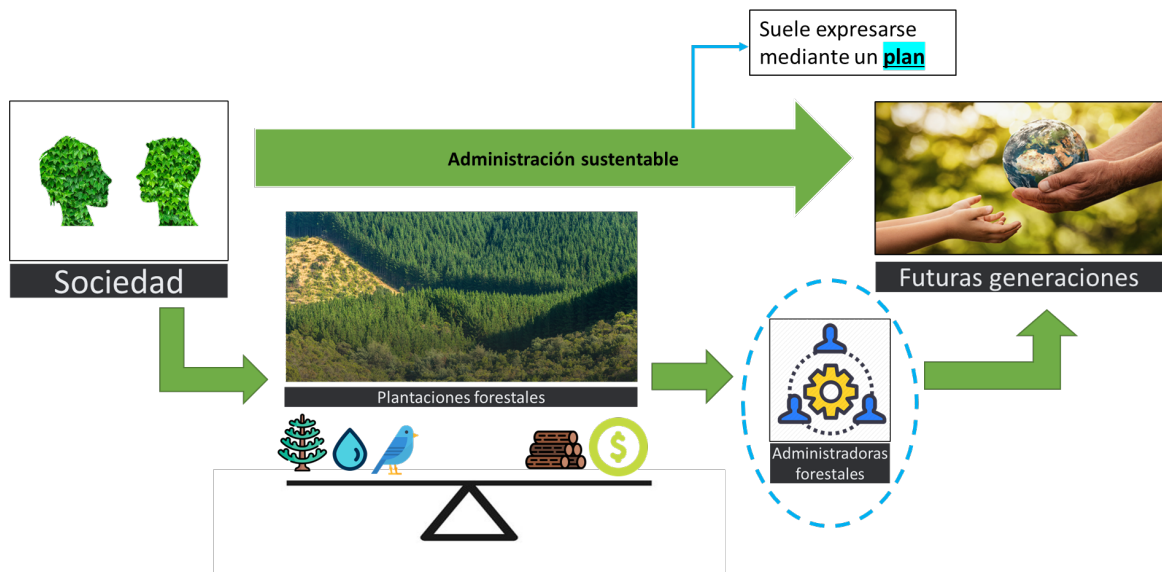 Suele expresarse
mediante un plan
Administración sustentable
Sociedad
Futuras generaciones
Plantaciones forestales
$
Administradoras
forestales